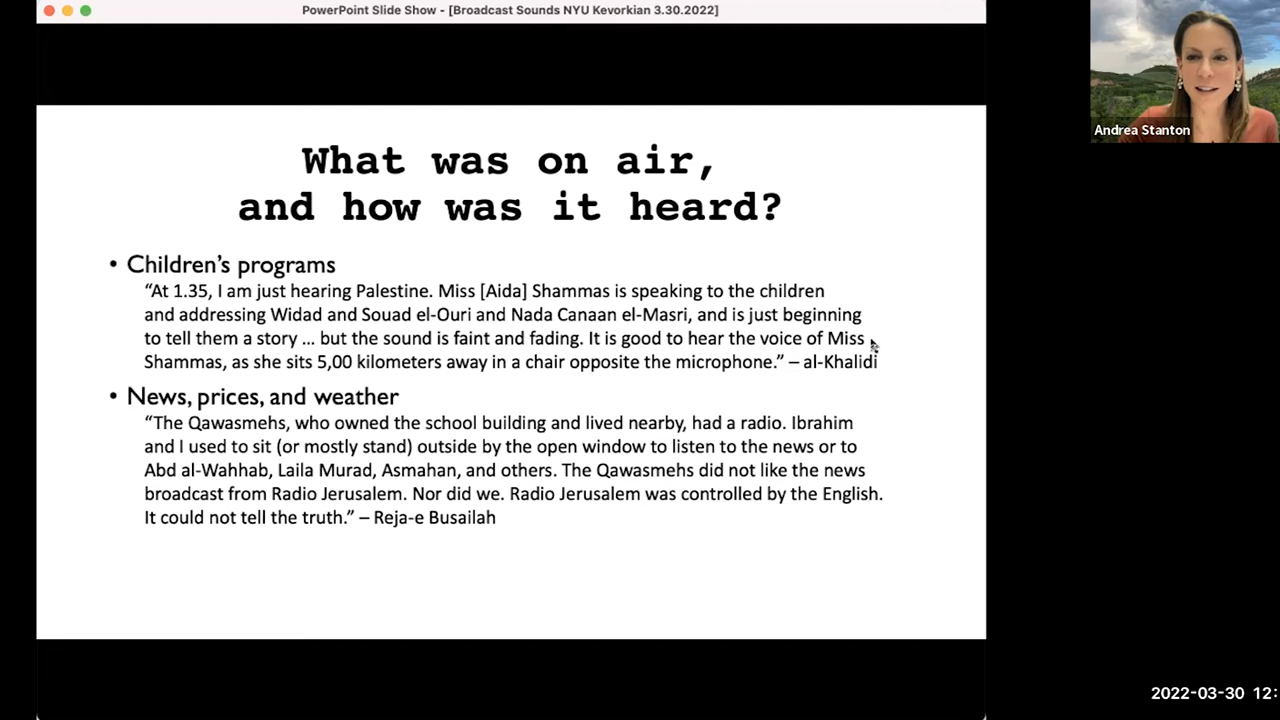 PowerPoint Slide Show - [Broadcast Sounds NYU Kevorkian 3.30.2022]
Andrea Stanton
What was on air,
and how was it heard?
• Children's programs
“At 1.35, I am just hearing Palestine. Miss [Aida] Shammas is speaking to the children
and addressing Widad and Souad el-Ouri and Nada Canaan el-Masri, and is just beginning
to tell them a story ... but the sound is faint and fading. It is good to hear the voice of Miss
Shammas, as she sits 5,00 kilometers away in a chair opposite the microphone.” – al-Khalidi
• News, prices, and weather
“The Qawasmehs, who owned the school building and lived nearby, had a radio. Ibrahim
and I used to sit (or mostly stand) outside by the open window to listen to the news or to
Abd al-Wahhab, Laila Murad, Asmahan, and others. The Qawasmehs did not like the news
broadcast from Radio Jerusalem. Nor did we. Radio Jerusalem was controlled by the English.
It could not tell the truth.” – Reja-e Busailah
2022-03-30 12: